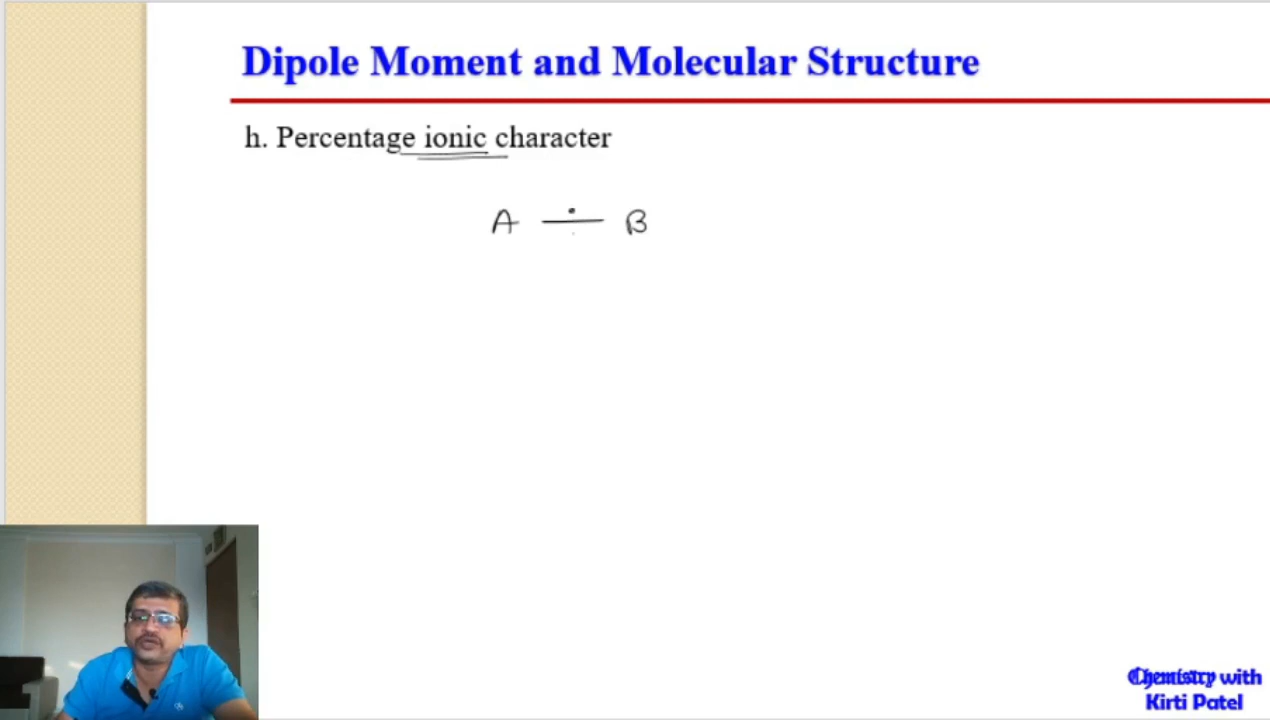 Dipole Moment and Molecular Structure
h. Percentage ionic character
A — B
Chemistry with
Kirti Patel